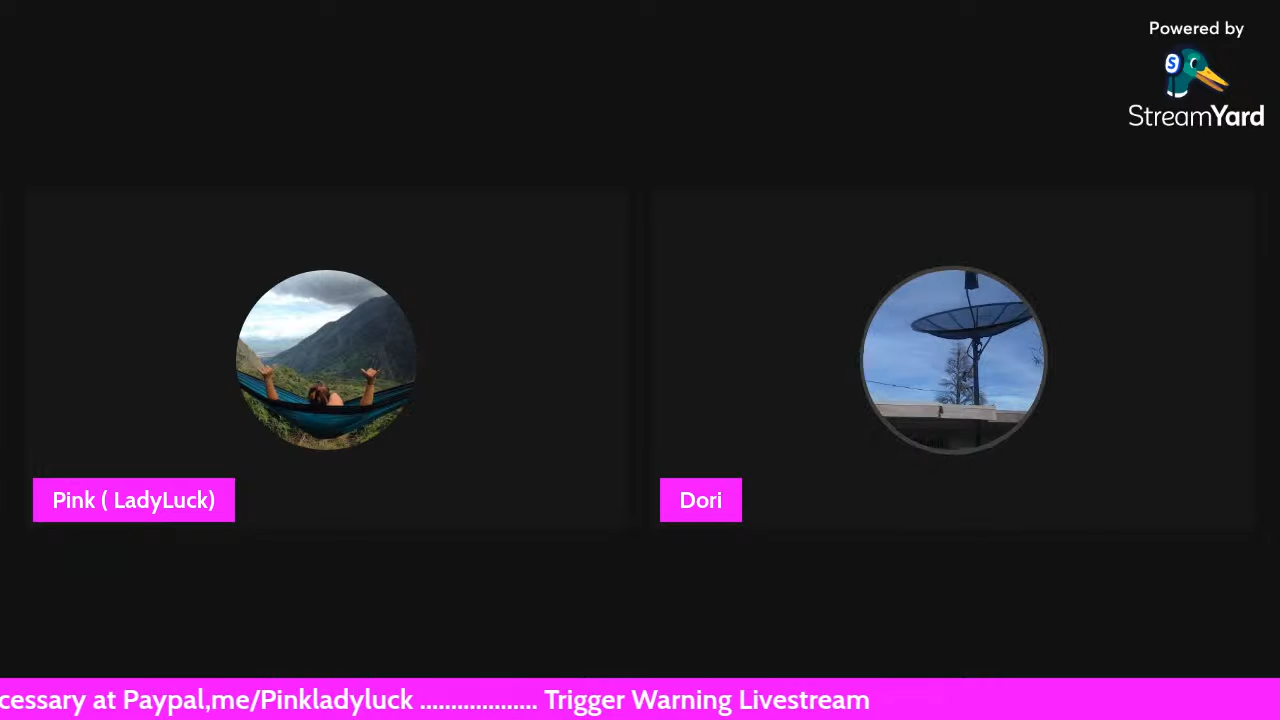 Powered by
S
StreamYard
Pink ( LadyLuck)
Dori
cessary at Paypal,me/Pinkladyluck ................... Trigger Warning Livestream